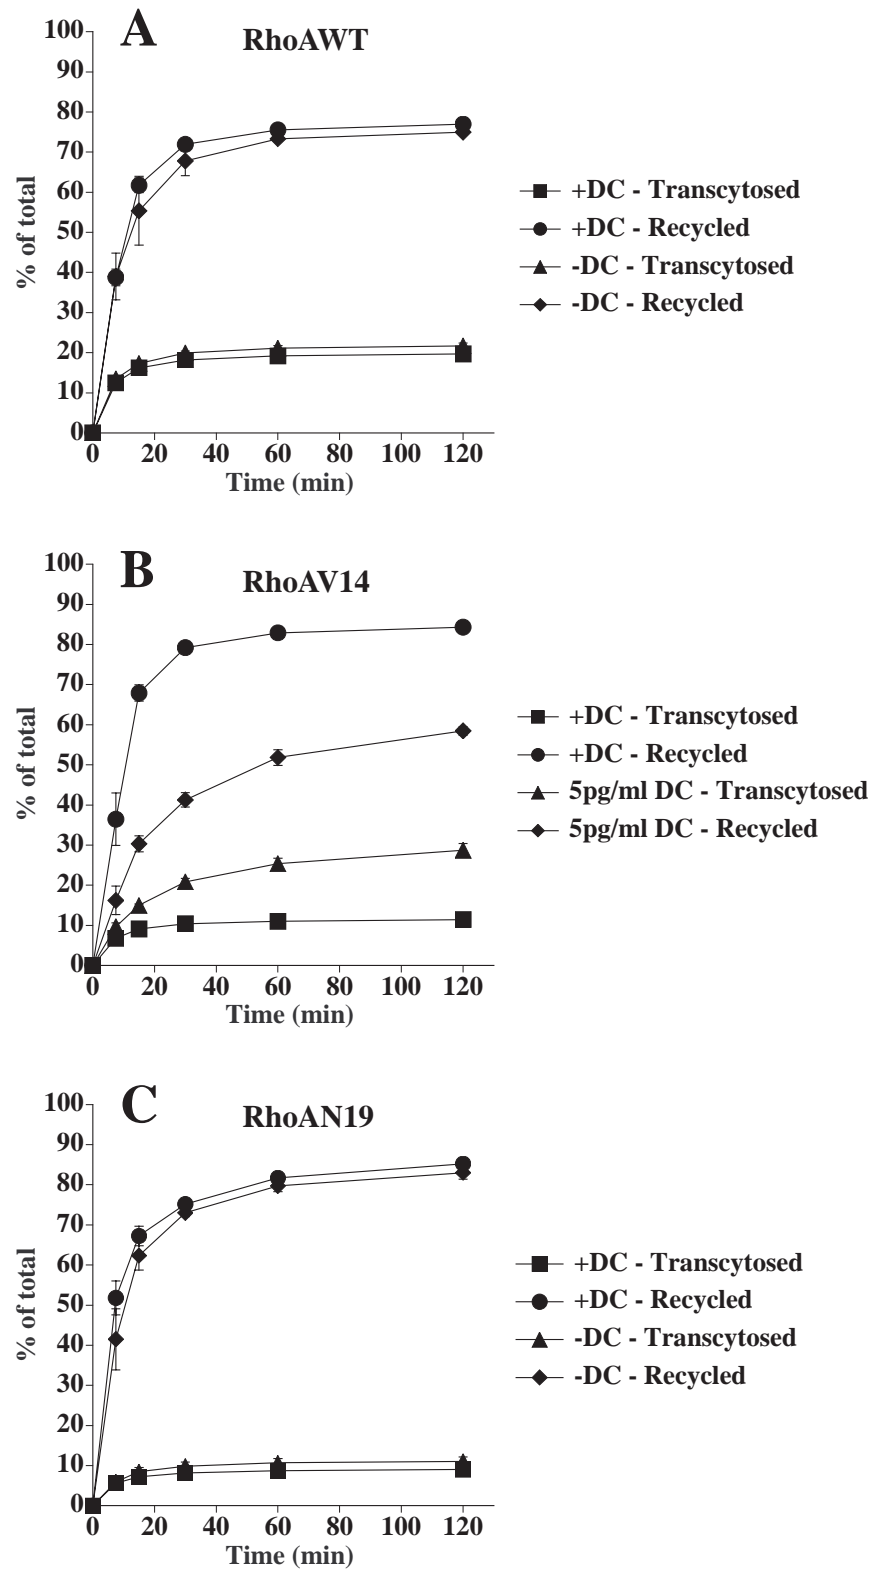 A
RhoAWT
100
90
80
70
60
50
40
30
20
10
0
% of total
0 20 40 60 80 100 120
Time (min)
+DC - Transcytosed
+DC - Recycled
-DC - Transcytosed
-DC - Recycled
B
RhoAV14
100
90
80
70
60
50
40
30
20
10
0
% of total
0 20 40 60 80 100 120
Time (min)
+DC - Transcytosed
+DC - Recycled
5pg/ml DC - Transcytosed
5pg/ml DC - Recycled
C
RhoAN19
100
90
80
70
60
50
40
30
20
10
0
% of total
0 20 40 60 80 100 120
Time (min)
+DC - Transcytosed
+DC - Recycled
-DC - Transcytosed
-DC - Recycled